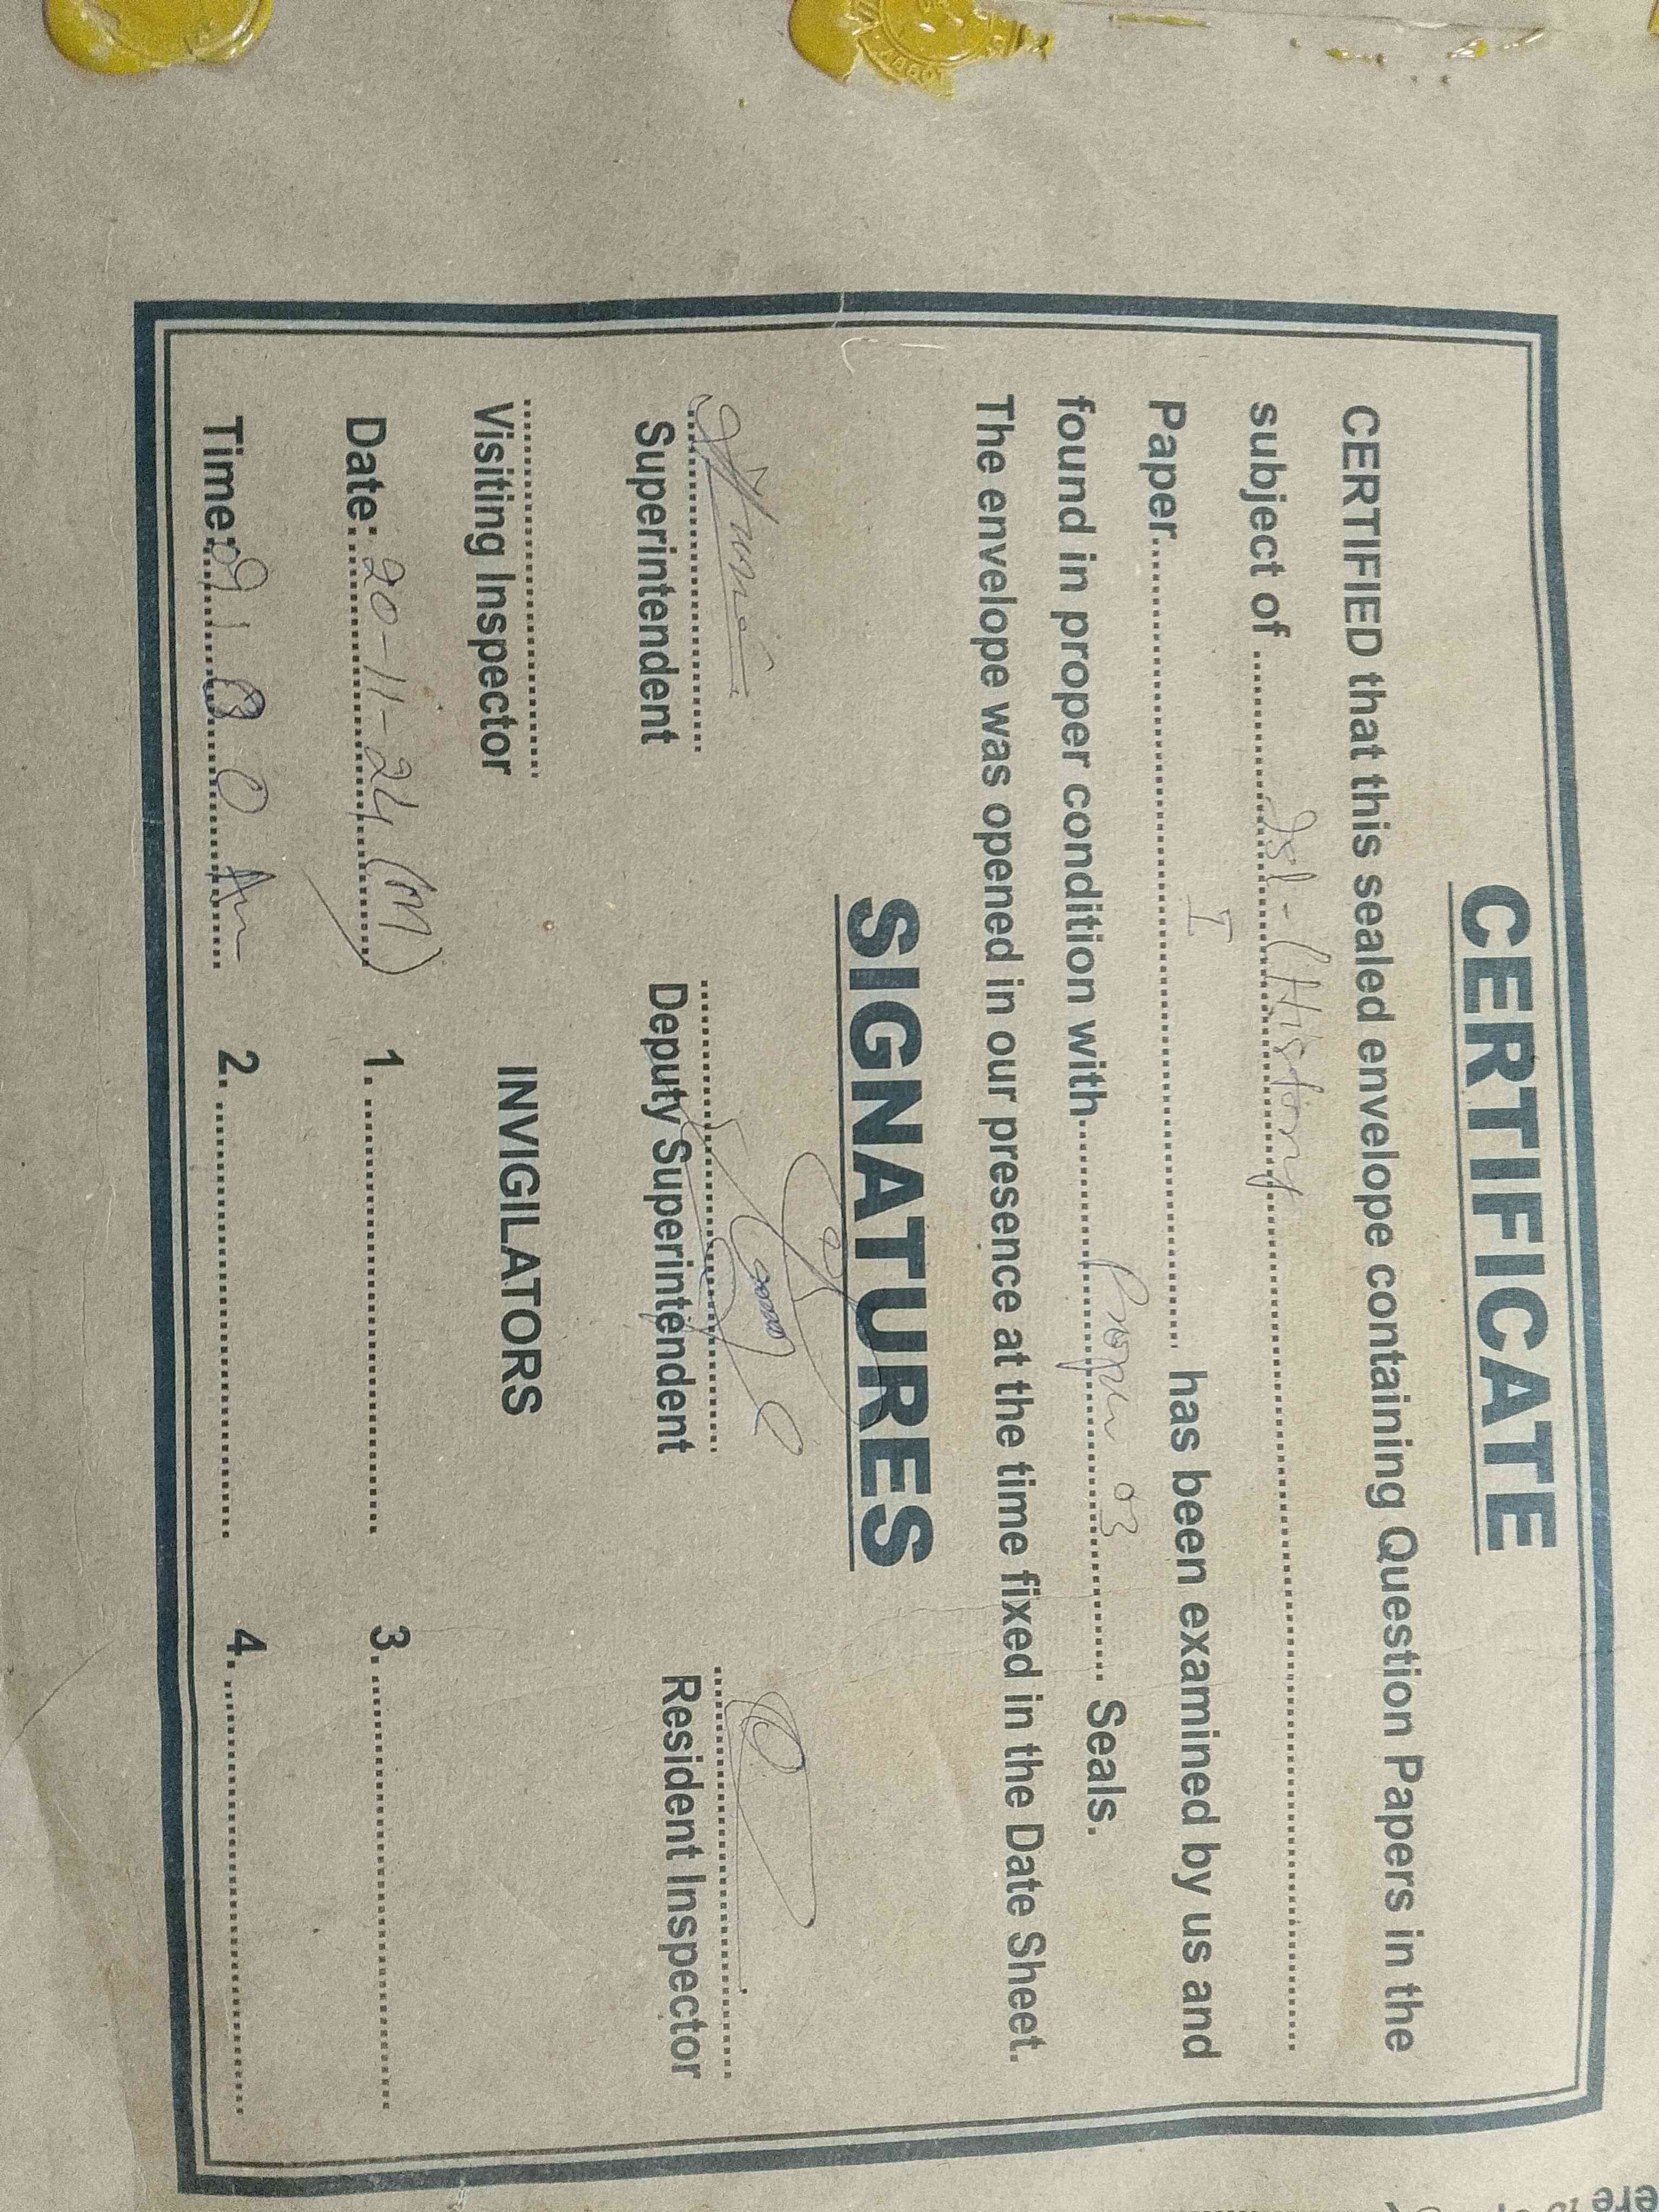 CERTIFICATE
CERTIFIED that this sealed envelope containing Question Papers in the
subject of .......... Isl-(History ..........
Paper .......... I .......... has been examined by us and
found in proper condition with .......... Proper 03 .......... Seals.
The envelope was opened in our presence at the time fixed in the Date Sheet.
SIGNATURES
Superintendent Deputy Superintendent Resident Inspector
Visiting Inspector INVIGILATORS
Date: 20-11-24 (M) 1. .......... 3. ..........
Time: 09 Am 2. .......... 4. ..........